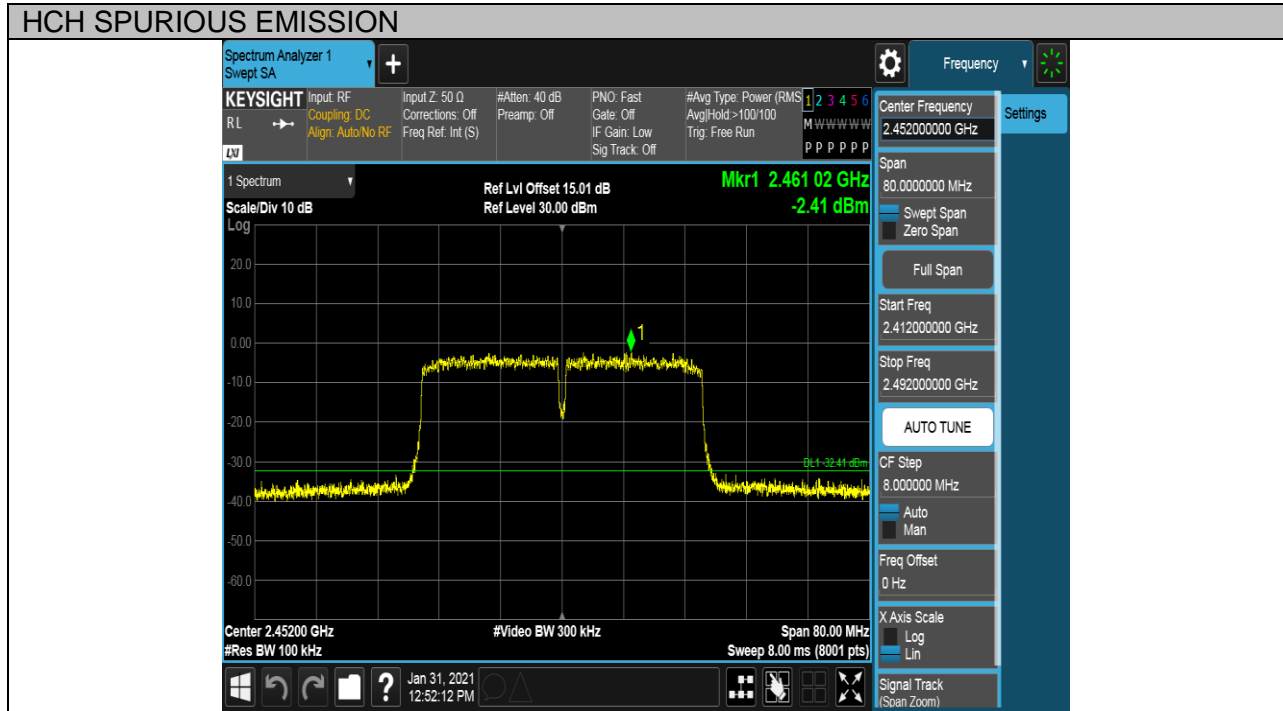 HCH SPURIOUS EMISSION
Spectrum Analyzer 1
Swept SA
+
Frequency
KEYSIGHT
RL
LXI
Input: RF
Coupling: DC
Align: Auto/No RF
Input Z: 50 Ω
Corrections: Off
Freq Ref: Int (S)
#Atten: 40 dB
Preamp: Off
PNO: Fast
Gate: Off
IF Gain: Low
Sig Track: Off
#Avg Type: Power (RMS
Avg|Hold:>100/100
Trig: Free Run
1 2 3 4 5 6
M W W W W W
P P P P P P
1 Spectrum
Scale/Div 10 dB
Log
Ref Lvl Offset 15.01 dB
Ref Level 30.00 dBm
Mkr1 2.461 02 GHz
-2.41 dBm
20.0
10.0
0.00
-10.0
-20.0
-30.0
-40.0
-50.0
-60.0
1
DL1 -32.41 dBm
Center 2.45200 GHz
#Res BW 100 kHz
#Video BW 300 kHz
Span 80.00 MHz
Sweep 8.00 ms (8001 pts)
Jan 31, 2021
12:52:12 PM
?
Center Frequency
2.452000000 GHz
Settings
Span
80.0000000 MHz
Swept Span
Zero Span
Full Span
Start Freq
2.412000000 GHz
Stop Freq
2.492000000 GHz
AUTO TUNE
CF Step
8.000000 MHz
Auto
Man
Freq Offset
0 Hz
X Axis Scale
Log
Lin
Signal Track
(Span Zoom)